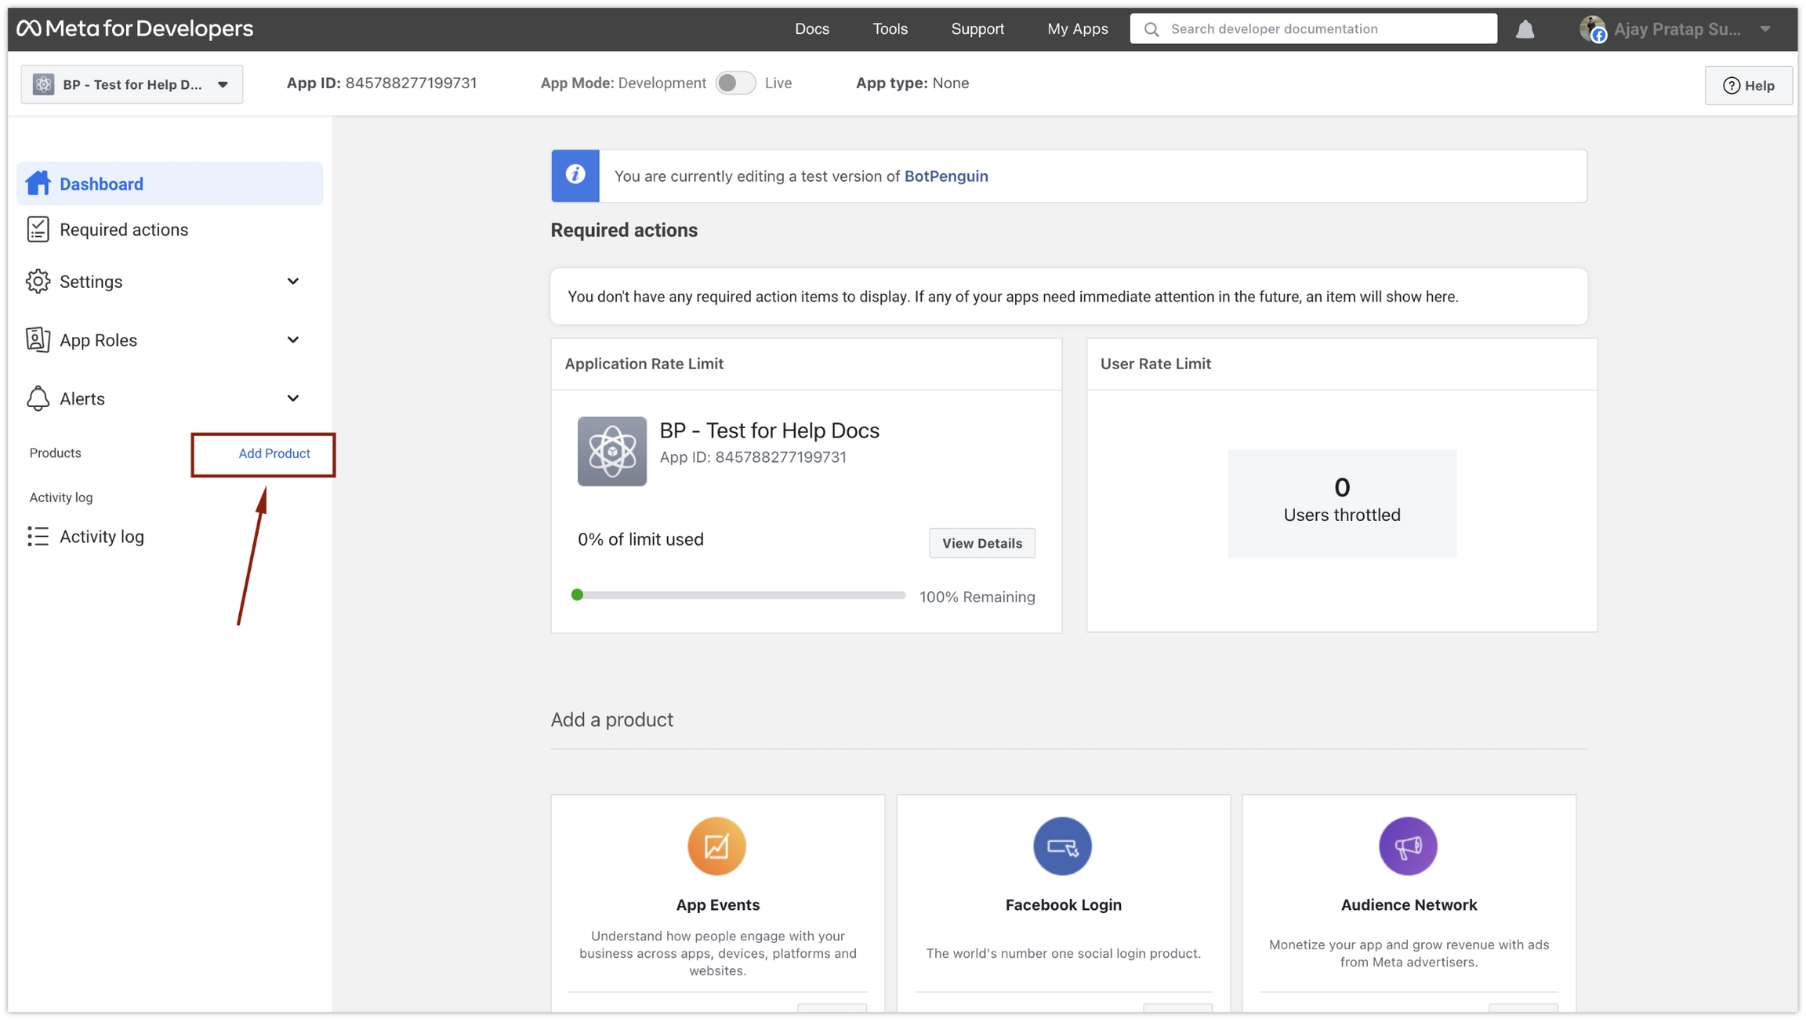 Meta for Developers
Docs
Tools
Support
My Apps
Search developer documentation
Ajay Pratap Su...
BP - Test for Help D...
App ID: 845788277199731
App Mode: Development
Live
App type: None
Help
Dashboard
Required actions
Settings
App Roles
Alerts
Products
Add Product
Activity log
Activity log
You are currently editing a test version of BotPenguin
Required actions
You don't have any required action items to display. If any of your apps need immediate attention in the future, an item will show here.
Application Rate Limit
BP - Test for Help Docs
App ID: 845788277199731
0% of limit used
View Details
100% Remaining
User Rate Limit
0
Users throttled
Add a product
App Events
Understand how people engage with your
business across apps, devices, platforms and
websites.
Facebook Login
The world's number one social login product.
Audience Network
Monetize your app and grow revenue with ads
from Meta advertisers.